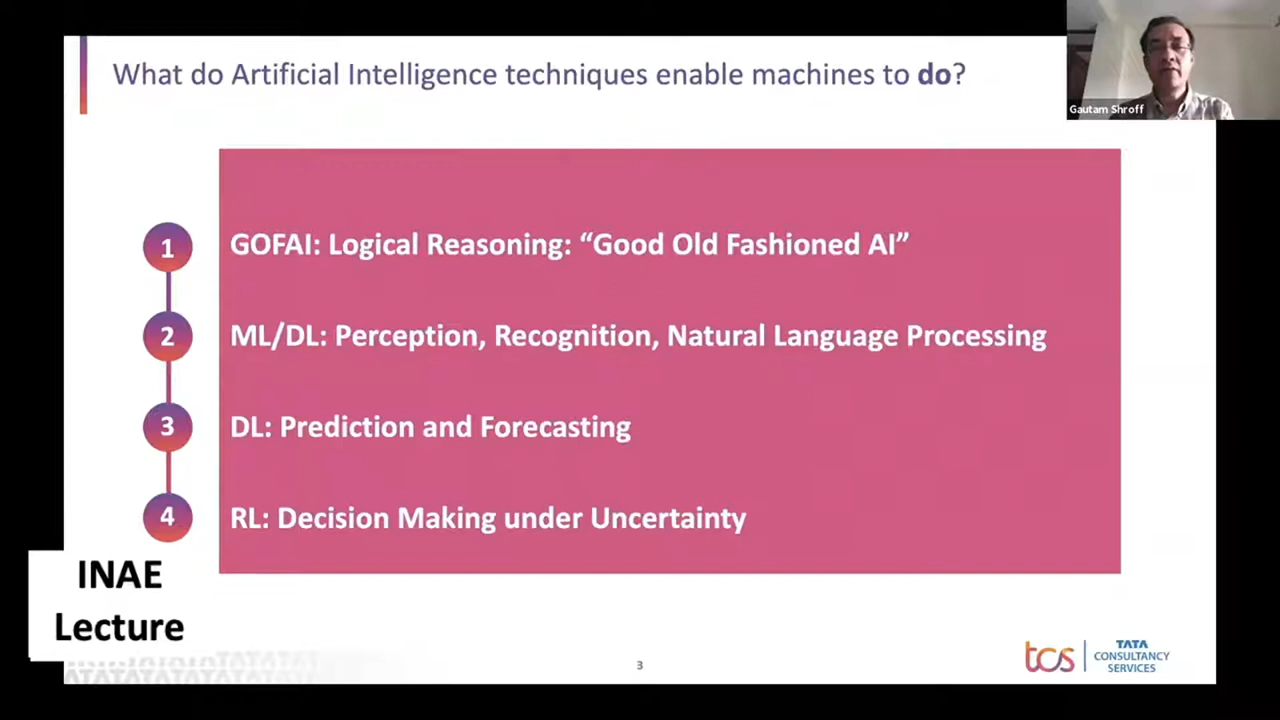 What do Artificial Intelligence techniques enable machines to do?
Gautam Shroff
1 GOFAI: Logical Reasoning: “Good Old Fashioned AI”
2 ML/DL: Perception, Recognition, Natural Language Processing
3 DL: Prediction and Forecasting
4 RL: Decision Making under Uncertainty
INAE
Lecture
3
tcs
TATA
CONSULTANCY
SERVICES